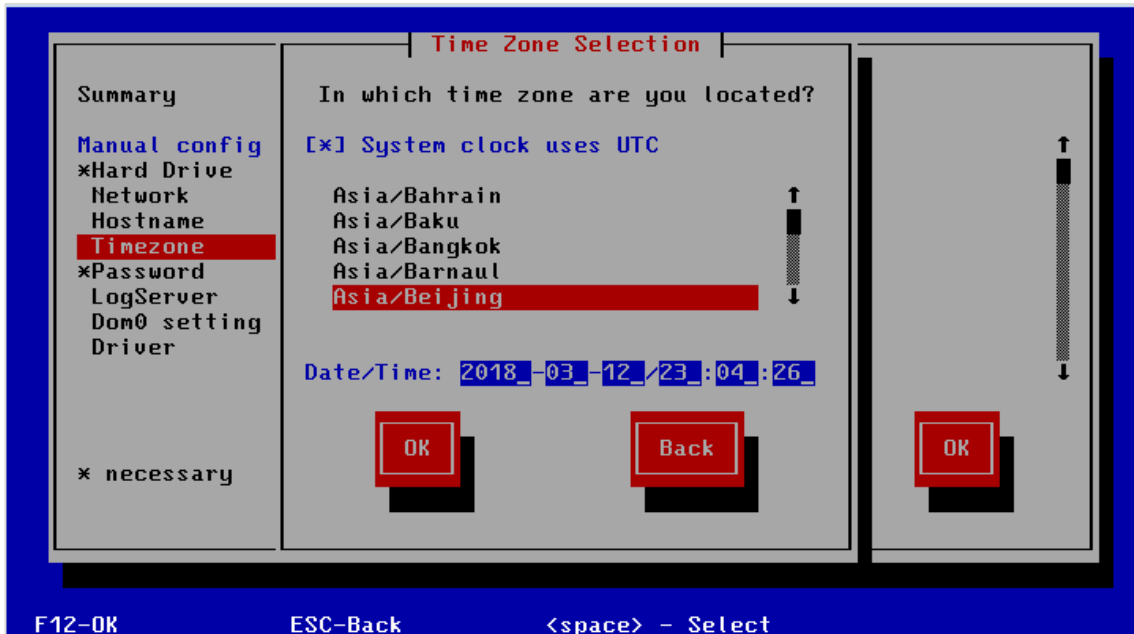 Time Zone Selection
Summary
In which time zone are you located?
Manual config
[*] System clock uses UTC
*Hard Drive
Network
Hostname
Timezone
*Password
LogServer
Dom0 setting
Driver
* necessary
Asia/Bahrain
Asia/Baku
Asia/Bangkok
Asia/Barnaul
Asia/Beijing
Date/Time: 2018_-03_-12_/23_:04_:26_
OK
Back
OK
F12-OK
ESC-Back
<space> - Select